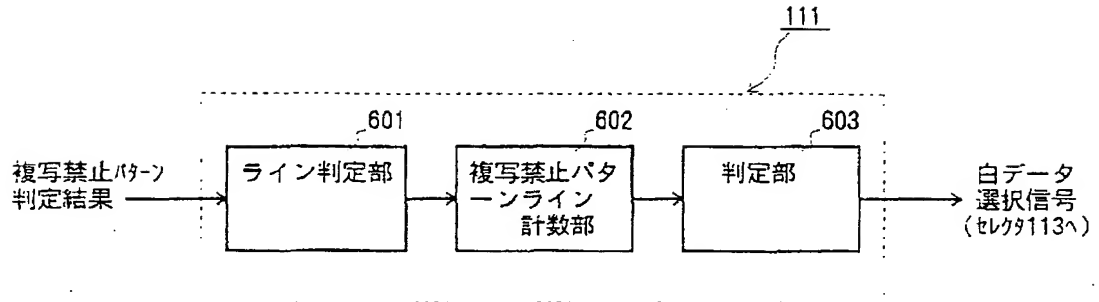 111
601
602
603
複写禁止パターン
判定結果
ライン判定部
複写禁止パタ
ーンライン
計数部
判定部
白データ
選択信号
(セレクタ113へ)